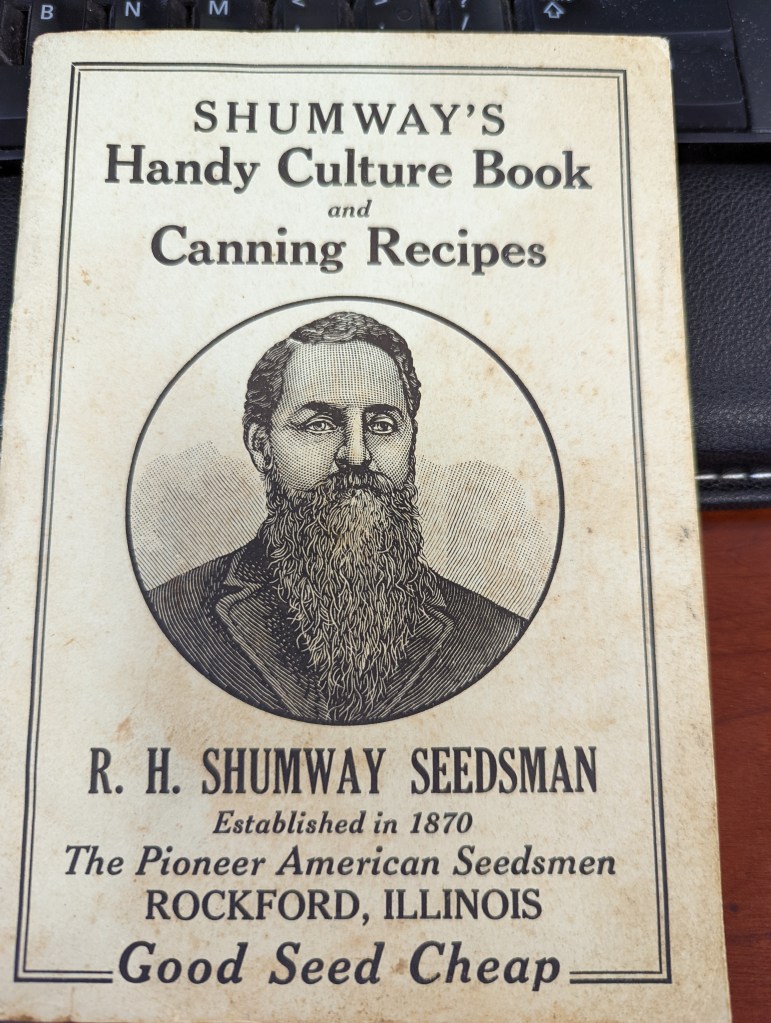 B N M < > ? /
SHUMWAY'S
Handy Culture Book
and
Canning Recipes
R. H. SHUMWAY SEEDSMAN
Established in 1870
The Pioneer American Seedsmen
ROCKFORD, ILLINOIS
Good Seed Cheap